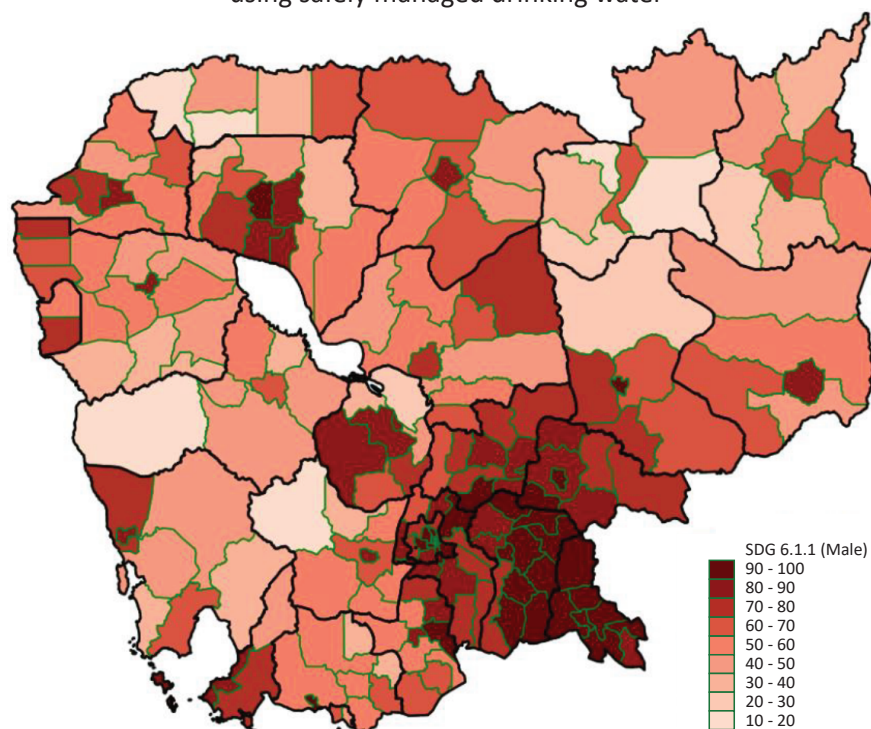 using safely managed drinking water
SDG 6.1.1 (Male)
90 - 100
80 - 90
70 - 80
60 - 70
50 - 60
40 - 50
30 - 40
20 - 30
10 - 20